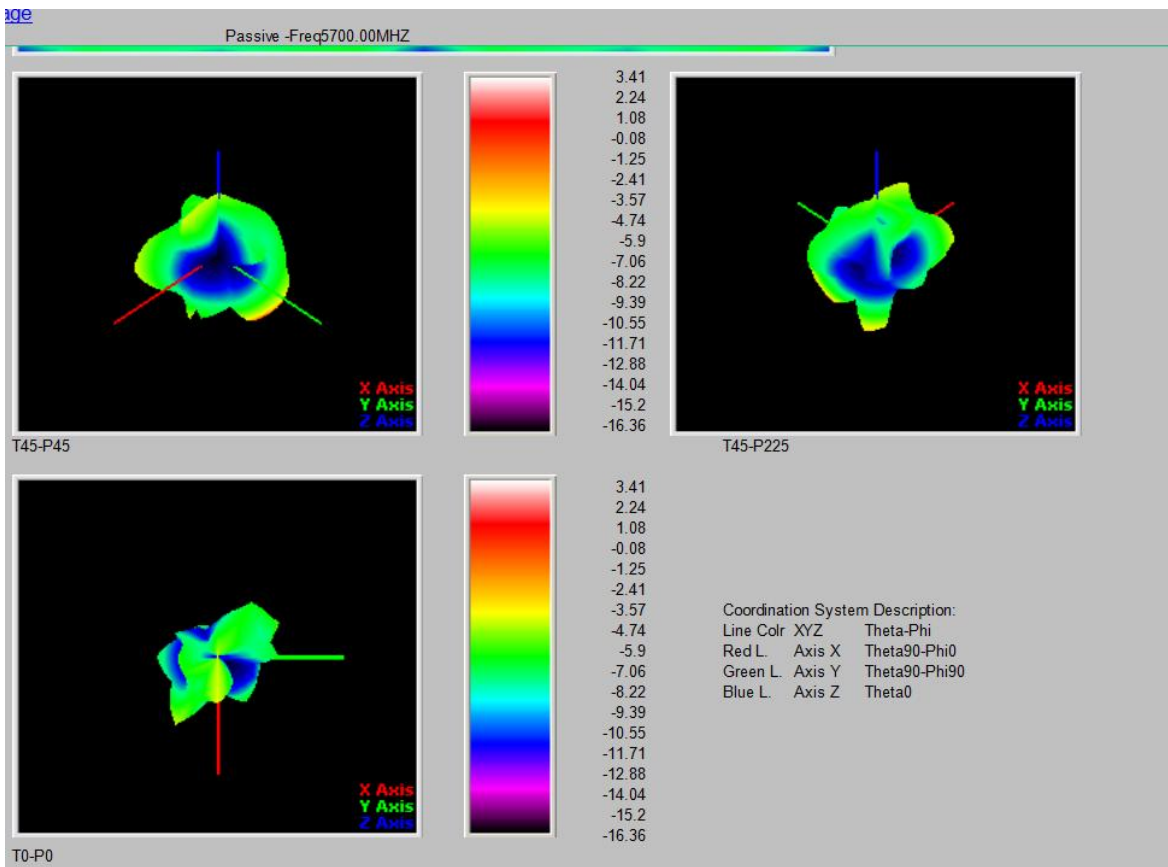 age
Passive -Freq5700.00MHZ
3.41
2.24
1.08
-0.08
-1.25
-2.41
-3.57
-4.74
-5.9
-7.06
-8.22
-9.39
-10.55
-11.71
-12.88
-14.04
-15.2
-16.36
X Axis
Y Axis
Z Axis
X Axis
Y Axis
Z Axis
T45-P45
T45-P225
3.41
2.24
1.08
-0.08
-1.25
-2.41
-3.57
-4.74
-5.9
-7.06
-8.22
-9.39
-10.55
-11.71
-12.88
-14.04
-15.2
-16.36
Coordination System Description:
Line Colr XYZ Theta-Phi
Red L. Axis X Theta90-Phi0
Green L. Axis Y Theta90-Phi90
Blue L. Axis Z Theta0
X Axis
Y Axis
Z Axis
T0-P0